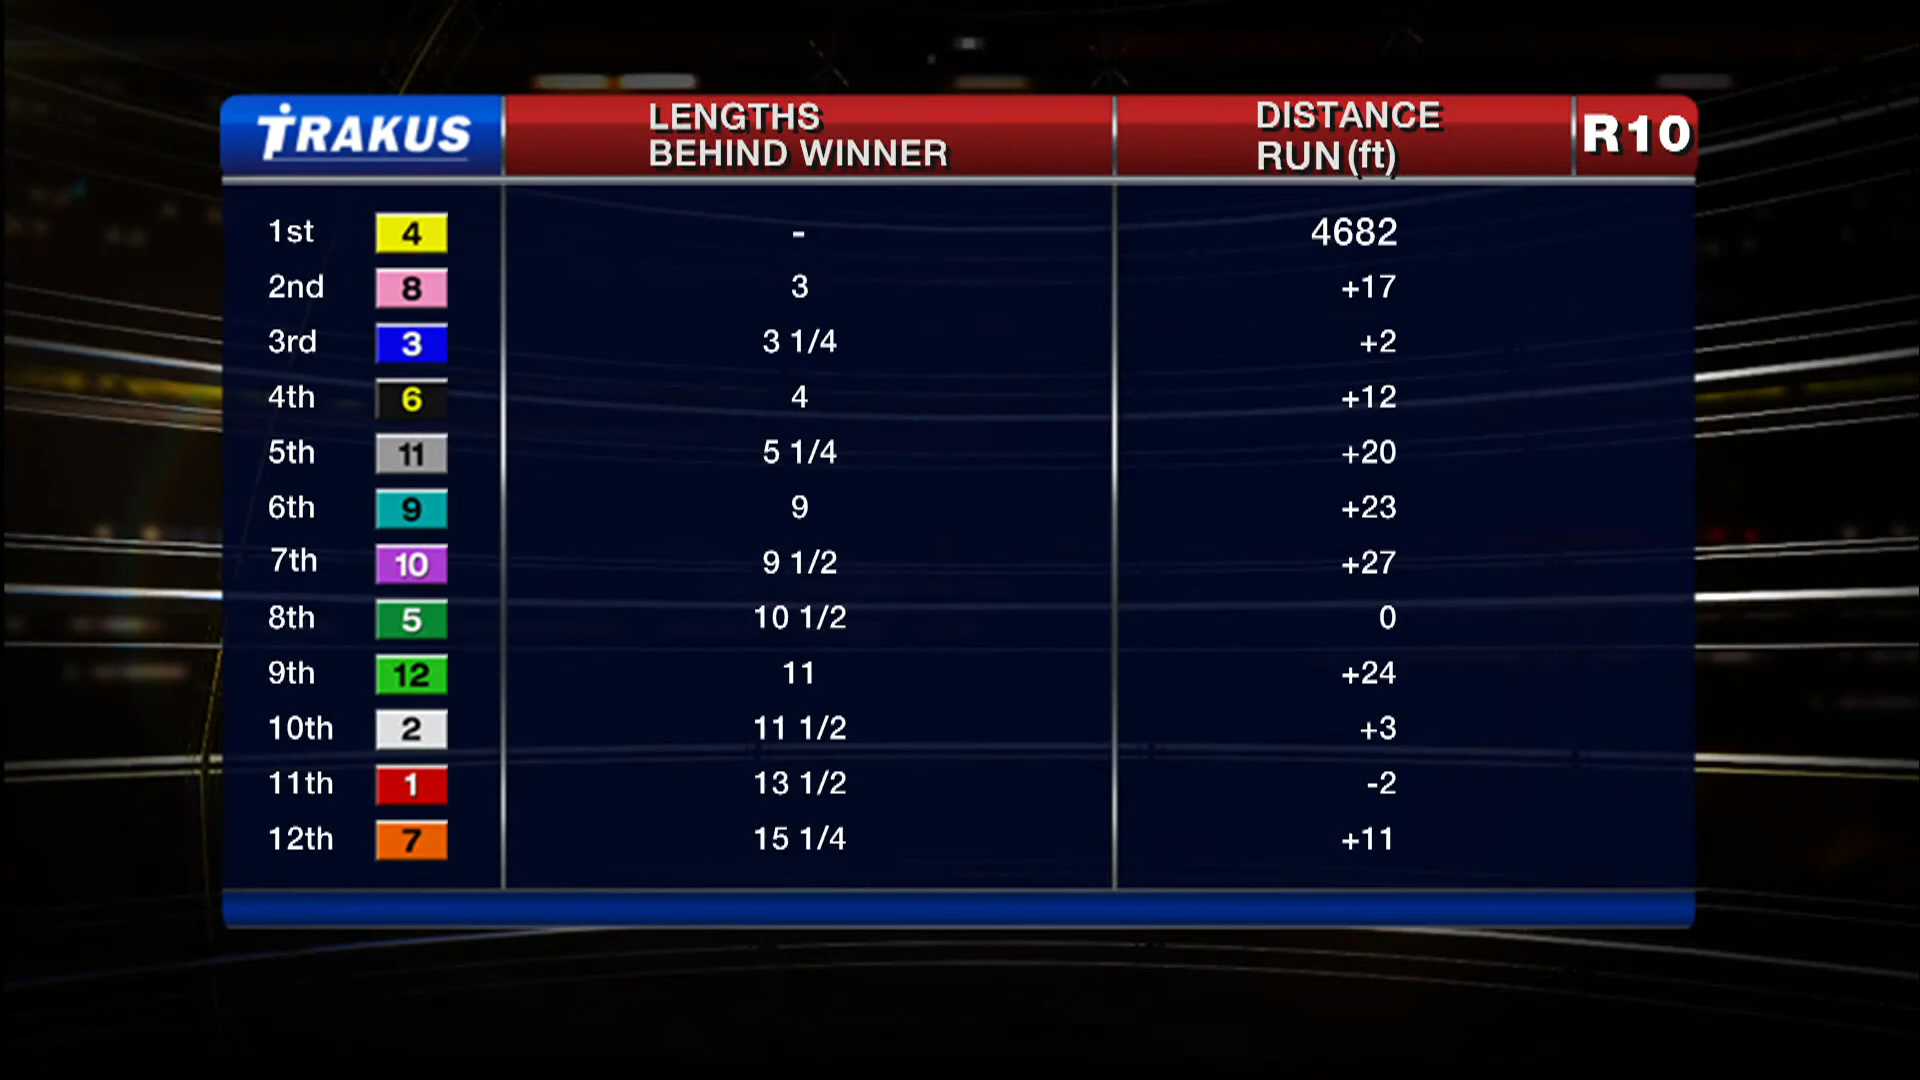 TRAKUS
LENGTHS
BEHIND WINNER
DISTANCE
RUN (ft)
R10
1st 4 - 4682
2nd 8 3 +17
3rd 3 3 1/4 +2
4th 6 4 +12
5th 11 5 1/4 +20
6th 9 9 +23
7th 10 9 1/2 +27
8th 5 10 1/2 0
9th 12 11 +24
10th 2 11 1/2 +3
11th 1 13 1/2 -2
12th 7 15 1/4 +11